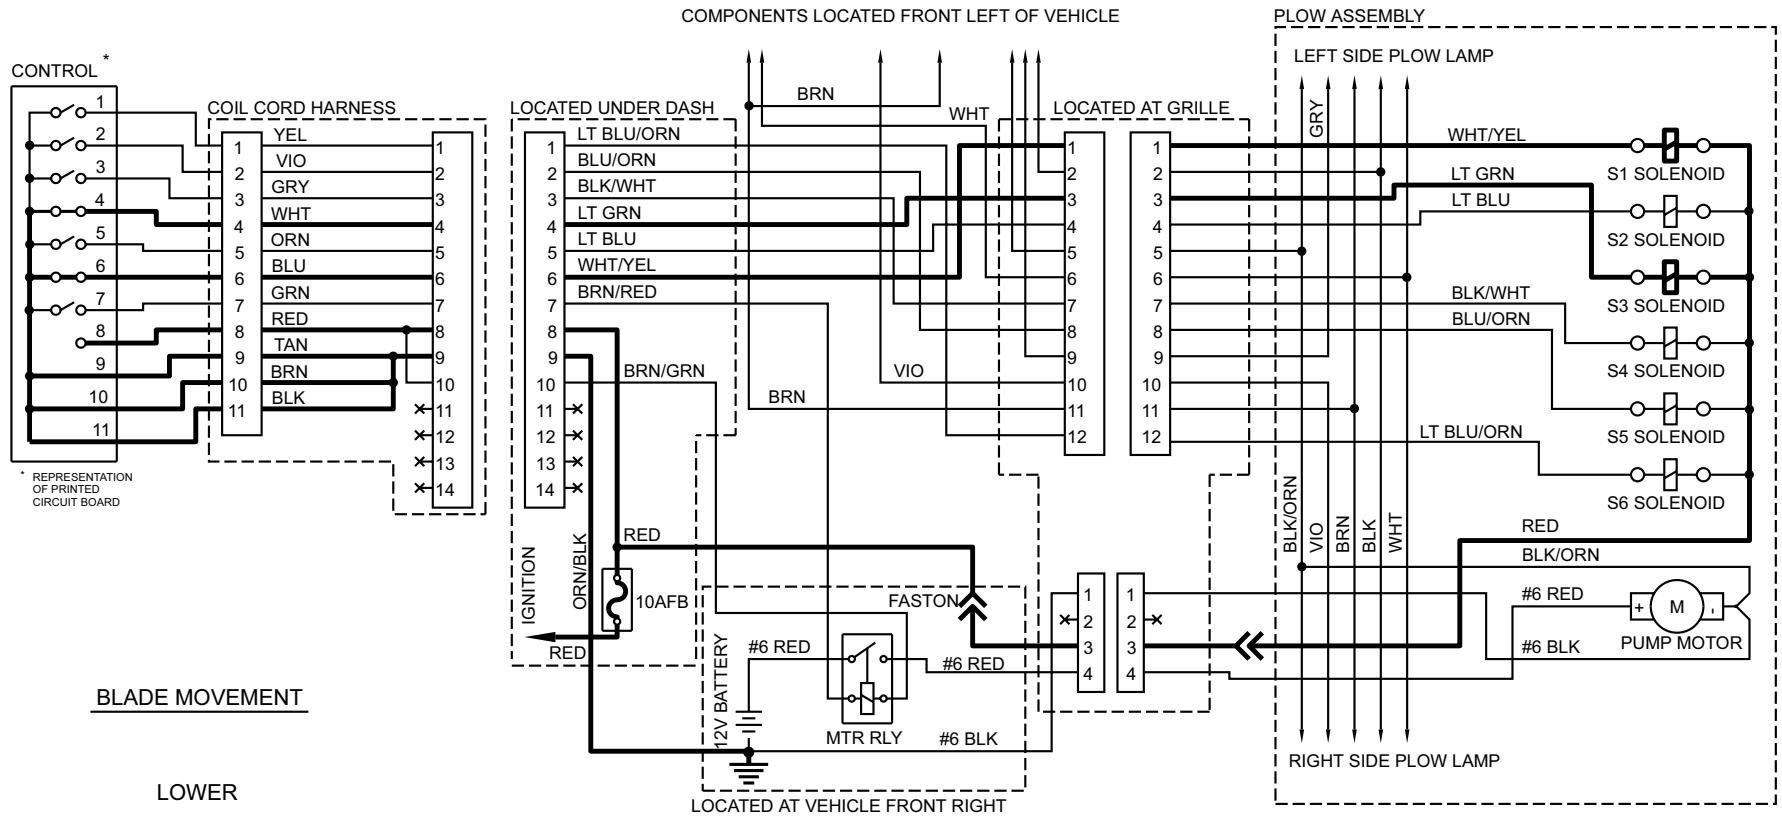 COMPONENTS LOCATED FRONT LEFT OF VEHICLE
PLOW ASSEMBLY
CONTROL *
1
2
3
4
5
6
7
8
9
10
11
* REPRESENTATION
OF PRINTED
CIRCUIT BOARD
COIL CORD HARNESS
1 YEL 1
2 VIO 2
3 GRY 3
4 WHT 4
5 ORN 5
6 BLU 6
7 GRN 7
8 RED 8
9 TAN 9
10 BRN 10
11 BLK 11
12
13
14
LOCATED UNDER DASH
1 LT BLU/ORN
2 BLU/ORN
3 BLK/WHT
4 LT GRN
5 LT BLU
6 WHT/YEL
7 BRN/RED
8
9
10 BRN/GRN
11
12
13
14
IGNITION
ORN/BLK
RED
10AFB
RED
BRN
WHT
VIO
BRN
LOCATED AT GRILLE
1 1
2 2
3 3
4 4
5 5
6 6
7 7
8 8
9 9
10 10
11 11
12 12
1 1
2 2
3 3
4 4
FASTON
12V BATTERY
#6 RED
#6 RED
MTR RLY
#6 BLK
LOCATED AT VEHICLE FRONT RIGHT
LEFT SIDE PLOW LAMP
GRY
WHT/YEL
S1 SOLENOID
LT GRN
LT BLU
S2 SOLENOID
S3 SOLENOID
BLK/WHT
BLU/ORN
S4 SOLENOID
S5 SOLENOID
LT BLU/ORN
S6 SOLENOID
BLK/ORN
VIO
BRN
BLK
WHT
RED
BLK/ORN
#6 RED
+ M -
PUMP MOTOR
#6 BLK
RIGHT SIDE PLOW LAMP
BLADE MOVEMENT
LOWER